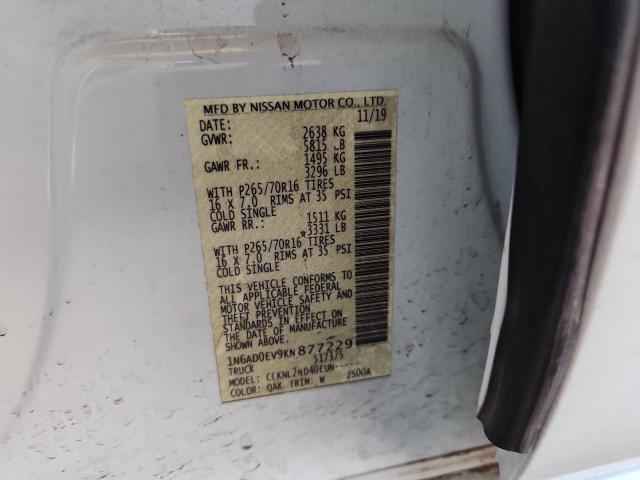 MFD BY NISSAN MOTOR CO., LTD.
DATE: 11/19
GVWR: 2638 KG
5815 LB
GAWR FR.: 1495 KG
3296 LB
WITH P265/70R16 TIRES
16 X 7.0 RIMS AT 35 PSI
COLD SINGLE
GAWR RR.: 1511 KG
*3331 LB
WITH P265/70R16 TIRES
16 X 7.0 RIMS AT 35 PSI
COLD SINGLE
THIS VEHICLE CONFORMS TO
ALL APPLICABLE FEDERAL
MOTOR VEHICLE SAFETY AND
THEFT PREVENTION
STANDARDS IN EFFECT ON
THE DATE OF MANUFACTURE
SHOWN ABOVE.
1N6AD0EV9KN877229
TRUCK 517375
MODEL: CCKNLZND40EUN-----
COLOR: QAK TRIM: W 2500A